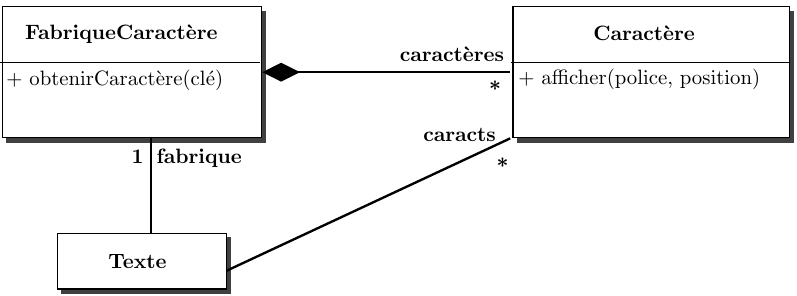 FabriqueCaractère
+ obtenirCaractère(clé)
caractères
*
Caractère
+ afficher(police, position)
caracts
*
1 fabrique
Texte